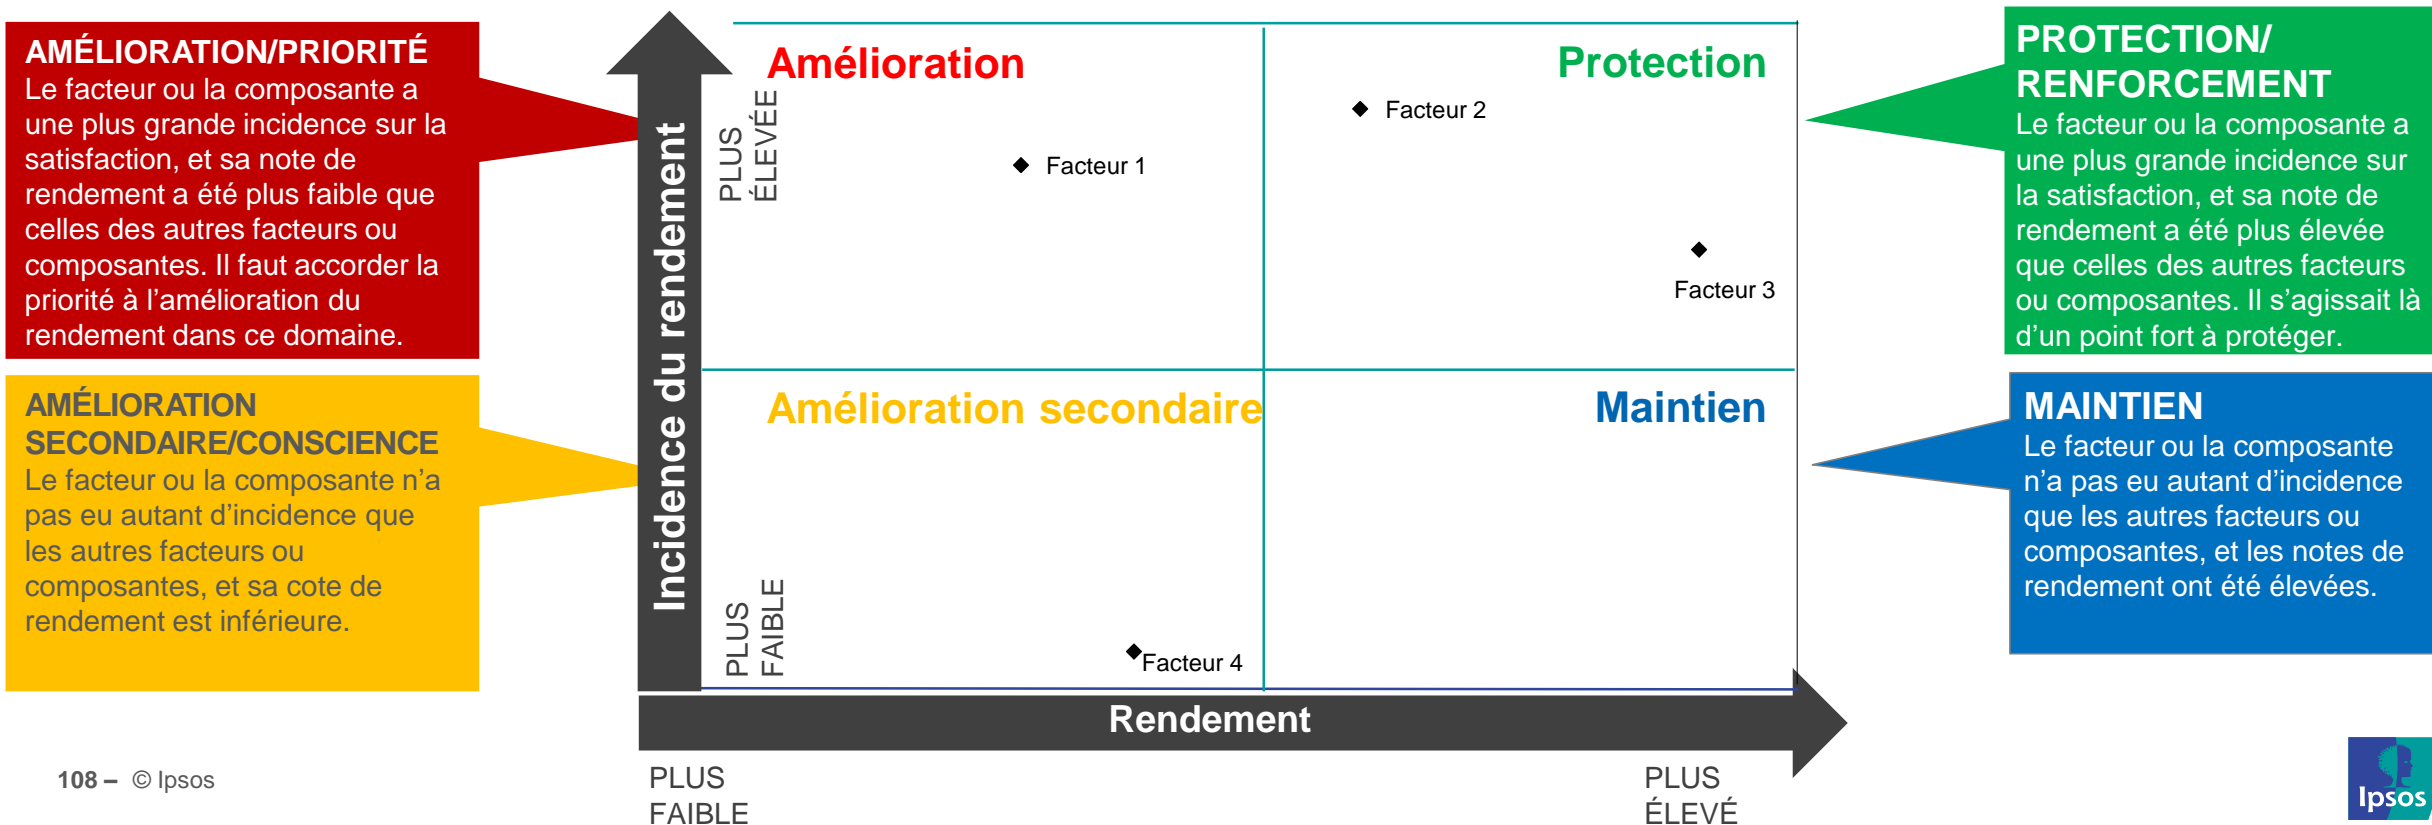 AMÉLIORATION/PRIORITÉ
Le facteur ou la composante a
une plus grande incidence sur la
satisfaction, et sa note de
rendement a été plus faible que
celles des autres facteurs ou
composantes. Il faut accorder la
priorité à l’amélioration du
rendement dans ce domaine.
AMÉLIORATION
SECONDAIRE/CONSCIENCE
Le facteur ou la composante n’a
pas eu autant d’incidence que
les autres facteurs ou
composantes, et sa cote de
rendement est inférieure.
Incidence du rendement
PLUS
ÉLEVÉE
PLUS
FAIBLE
Amélioration
Protection
Facteur 2
Facteur 1
Facteur 3
Amélioration secondaire
Maintien
Facteur 4
Rendement
PLUS
FAIBLE
PLUS
ÉLEVÉ
PROTECTION/
RENFORCEMENT
Le facteur ou la composante a
une plus grande incidence sur
la satisfaction, et sa note de
rendement a été plus élevée
que celles des autres facteurs
ou composantes. Il s’agissait là
d’un point fort à protéger.
MAINTIEN
Le facteur ou la composante
n’a pas eu autant d’incidence
que les autres facteurs ou
composantes, et les notes de
rendement ont été élevées.
108 – © Ipsos
Ipsos